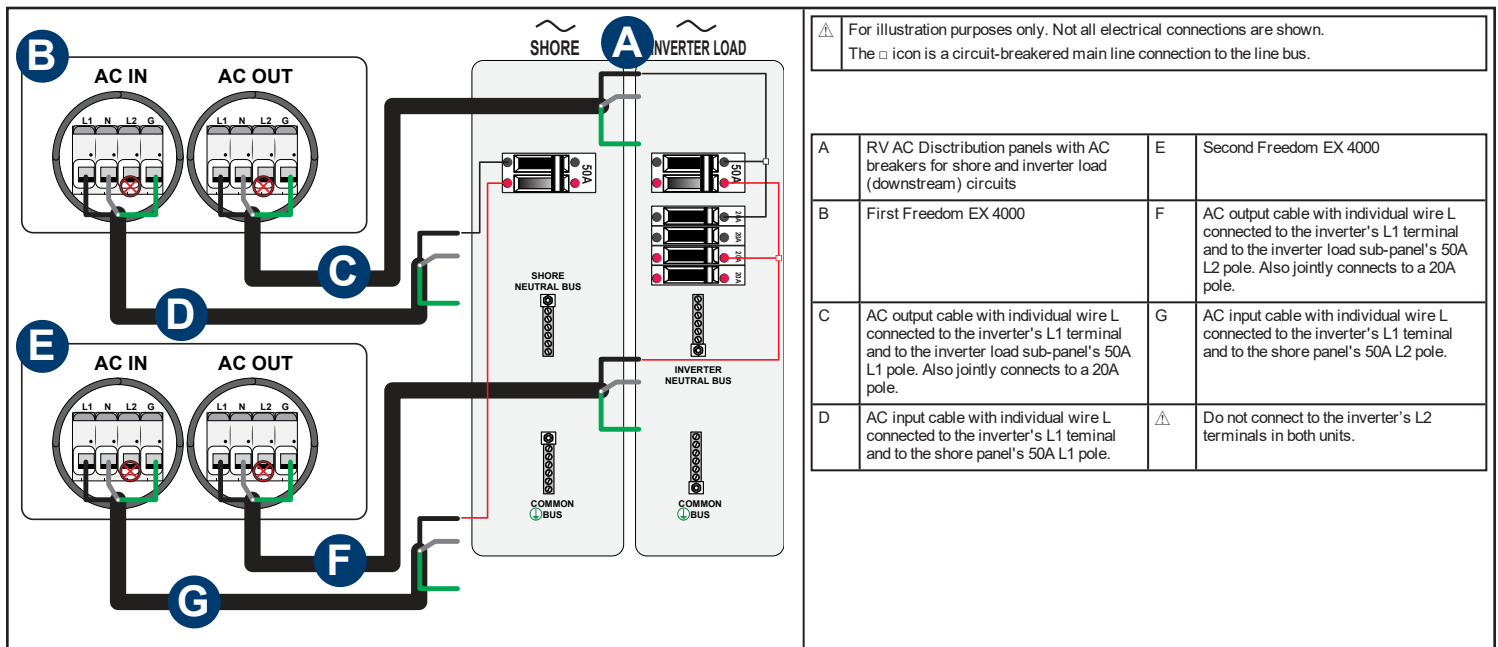 SHORE
INVERTER LOAD
A
B
AC IN
AC OUT
L1 N L2 G
L1 N L2 G
50A
50A
20A
20A
20A
20A
C
D
SHORE
NEUTRAL BUS
INVERTER
NEUTRAL BUS
E
AC IN
AC OUT
L1 N L2 G
L1 N L2 G
COMMON
BUS
COMMON
BUS
F
G
⚠ For illustration purposes only. Not all electrical connections are shown.
The □ icon is a circuit-breakered main line connection to the line bus.
A
RV AC Disctribution panels with AC
breakers for shore and inverter load
(downstream) circuits
E
Second Freedom EX 4000
B
First Freedom EX 4000
F
AC output cable with individual wire L
connected to the inverter's L1 terminal
and to the inverter load sub-panel's 50A
L2 pole. Also jointly connects to a 20A
pole.
C
AC output cable with individual wire L
connected to the inverter's L1 terminal
and to the inverter load sub-panel's 50A
L1 pole. Also jointly connects to a 20A
pole.
G
AC input cable with individual wire L
connected to the inverter's L1 teminal
and to the shore panel's 50A L2 pole.
D
AC input cable with individual wire L
connected to the inverter's L1 teminal
and to the shore panel's 50A L1 pole.
⚠
Do not connect to the inverter’s L2
terminals in both units.